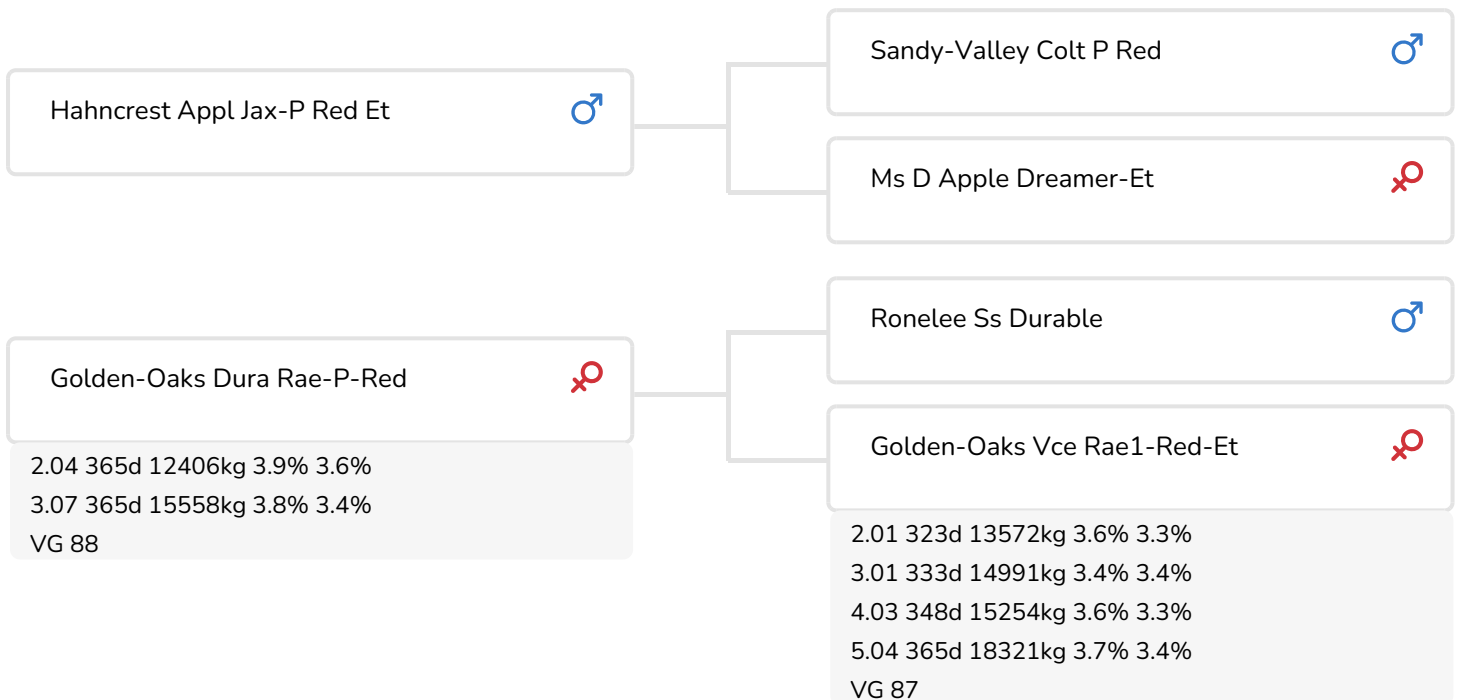 Hahncrest Appl Jax-P Red Et
Sandy-Valley Colt P Red
Ms D Apple Dreamer-Et
Golden-Oaks Dura Rae-P-Red
2.04 365d 12406kg 3.9% 3.6%
3.07 365d 15558kg 3.8% 3.4%
VG 88
Ronelee Ss Durable
Golden-Oaks Vce Rae1-Red-Et
2.01 323d 13572kg 3.6% 3.3%
3.01 333d 14991kg 3.4% 3.4%
4.03 348d 15254kg 3.6% 3.3%
5.04 365d 18321kg 3.7% 3.4%
VG 87